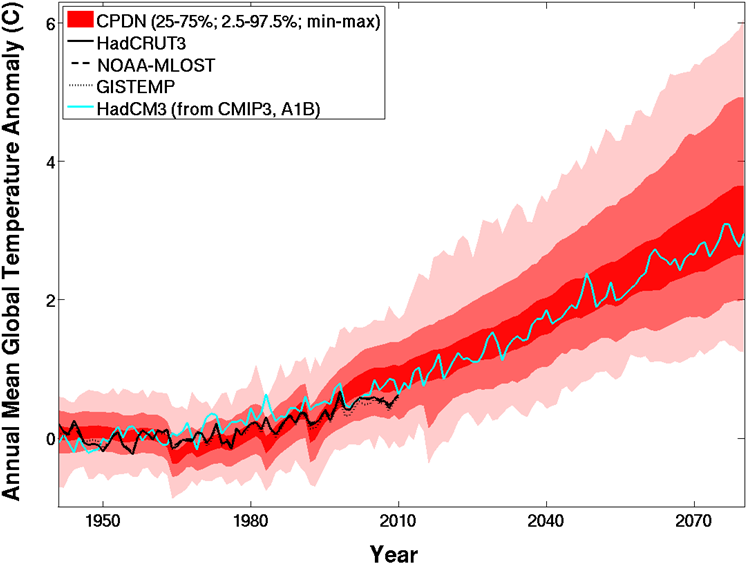 Annual Mean Global Temperature Anomaly (C)
6
4
2
0
CPDN (25-75%; 2.5-97.5%; min-max)
HadCRUT3
NOAA-MLOST
GISTEMP
HadCM3 (from CMIP3, A1B)
1950
1980
2010
2040
2070
Year